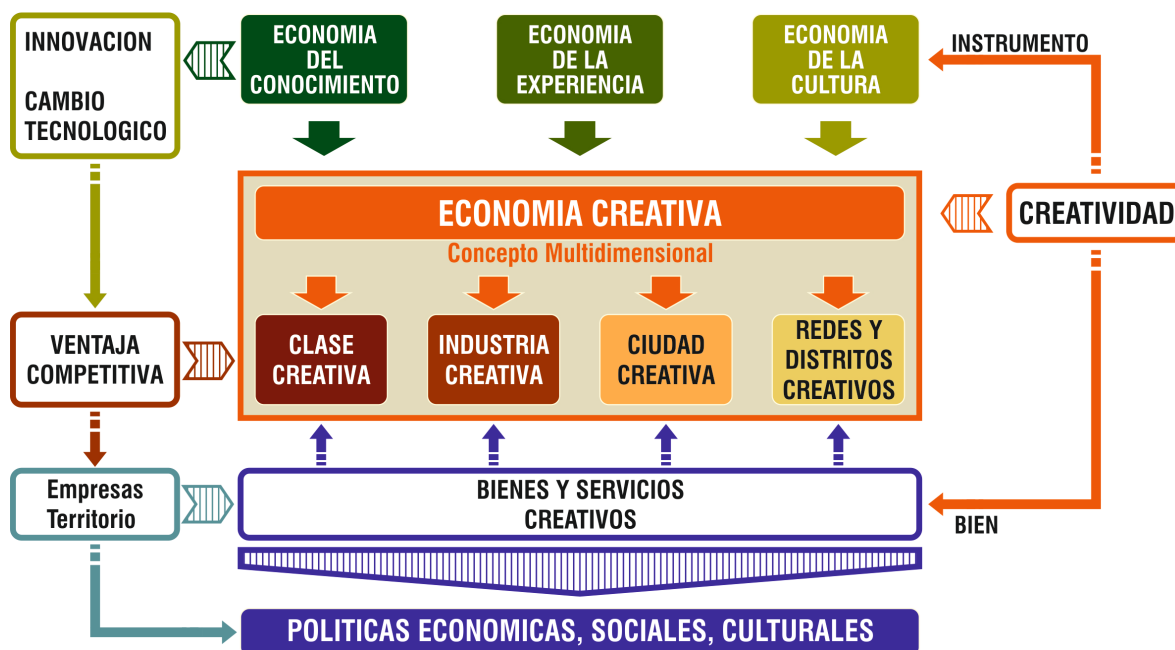 INNOVACION
CAMBIO
TECNOLOGICO
ECONOMIA
DEL
CONOCIMIENTO
ECONOMIA
DE LA
EXPERIENCIA
ECONOMIA
DE LA
CULTURA
INSTRUMENTO
ECONOMIA CREATIVA
Concepto Multidimensional
CREATIVIDAD
VENTAJA
COMPETITIVA
CLASE
CREATIVA
INDUSTRIA
CREATIVA
CIUDAD
CREATIVA
REDES Y
DISTRITOS
CREATIVOS
Empresas
Territorio
BIENES Y SERVICIOS
CREATIVOS
BIEN
POLITICAS ECONOMICAS, SOCIALES, CULTURALES